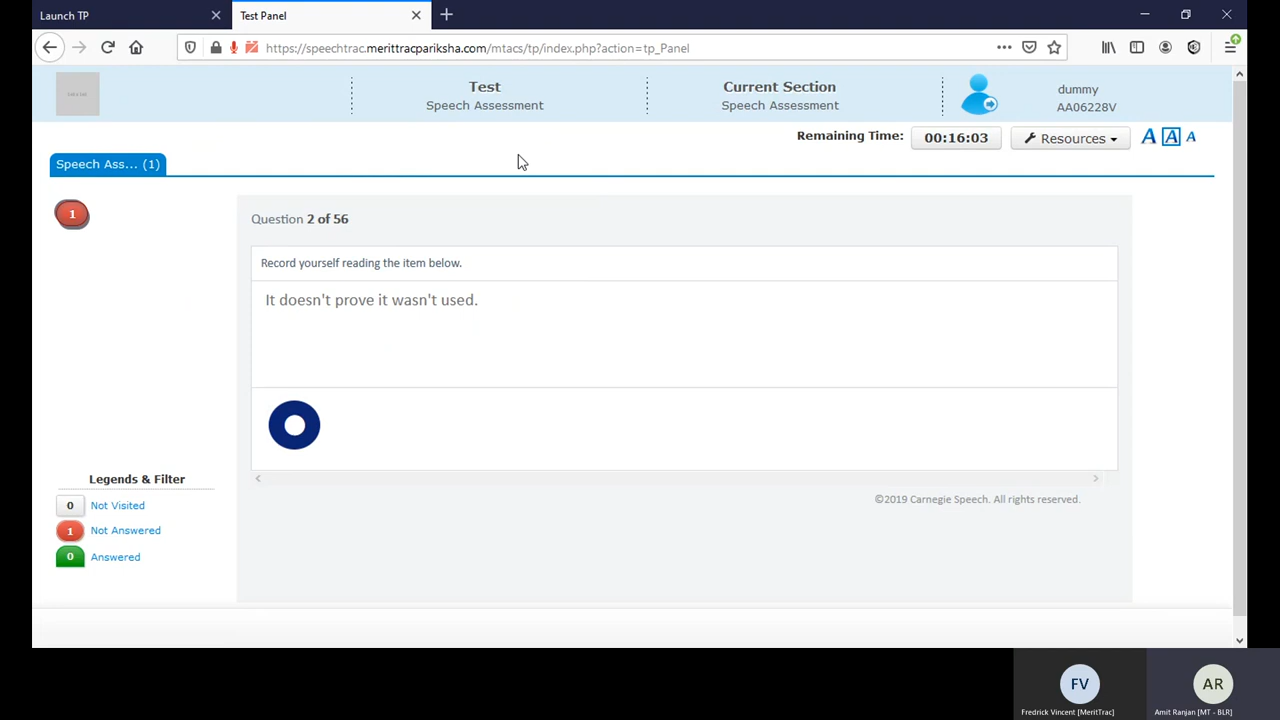 Launch TP
Test Panel
https://speechtrac.merittracpariksha.com/mtacs/tp/index.php?action=tp_Panel
Test
Speech Assessment
Current Section
Speech Assessment
dummy
AA06228V
Remaining Time:
00:16:03
Resources
A A A
Speech Ass... (1)
1
Question 2 of 56
Record yourself reading the item below.
It doesn't prove it wasn't used.
Legends & Filter
0 Not Visited
1 Not Answered
0 Answered
©2019 Carnegie Speech. All rights reserved.
FV
Fredrick Vincent [MeritTrac]
AR
Amit Ranjan [MT - BLR]